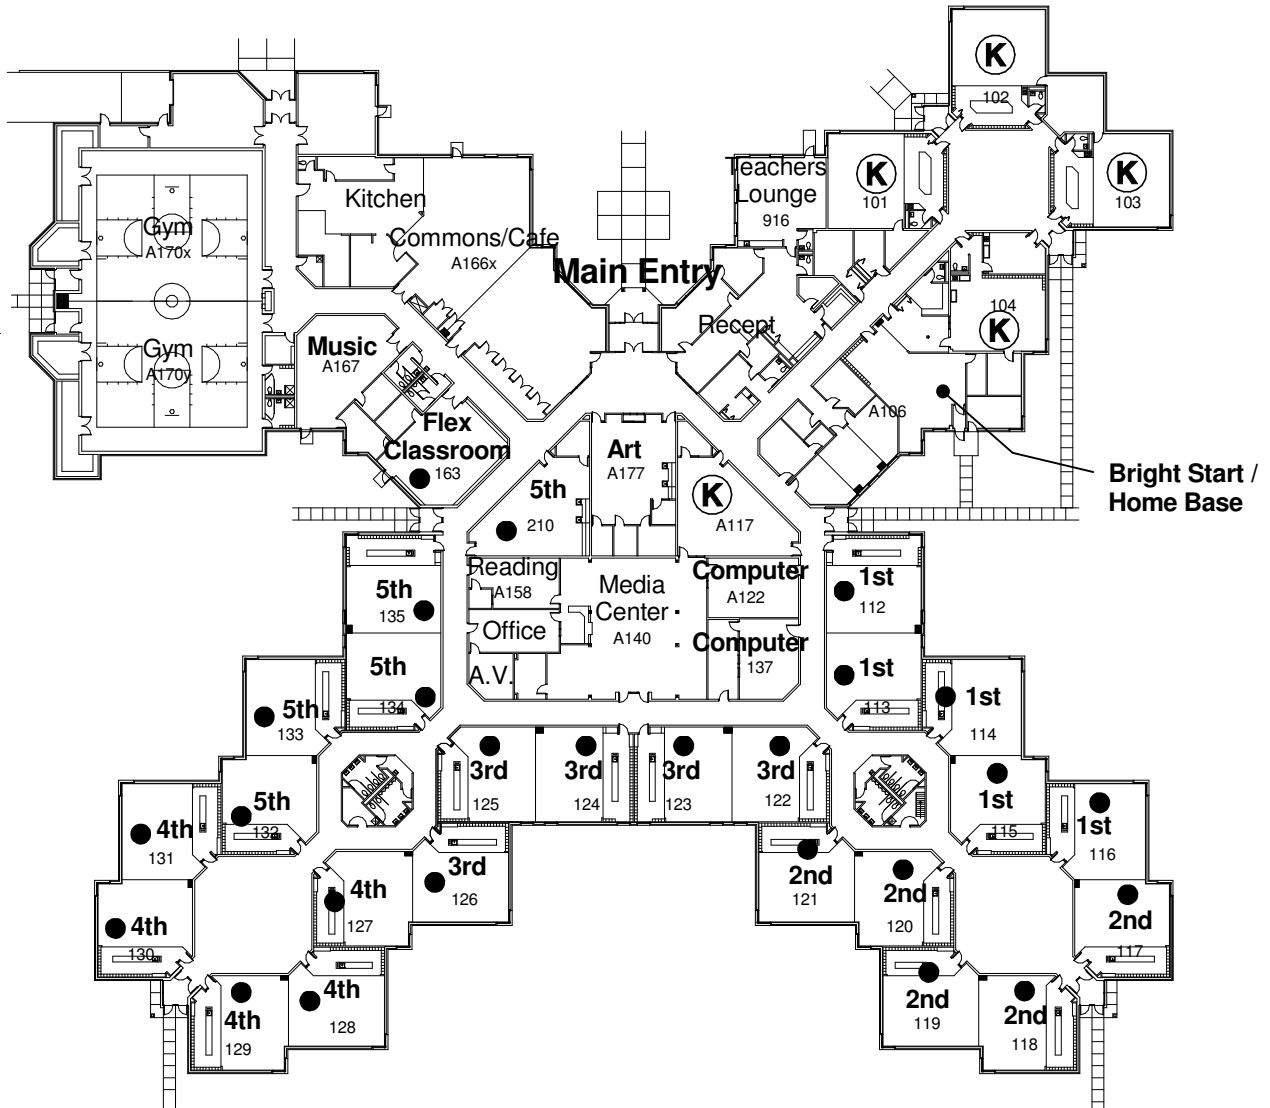 K
102
Teachers
Lounge
916
K
101
K
103
Kitchen
Gym
A170x
Commons/Cafe
A166x
Main Entry
104
K
Recept
Music
A167
Gym
A170y
A106
Flex
Classroom
163
Art
A177
5th
210
K
A117
Bright Start /
Home Base
Reading
A158
Media
Center
A140
Computer
A122
Office
Computer
137
A.V.
5th
135
1st
112
5th
134
1st
113
5th
133
1st
114
3rd
125
3rd
124
3rd
123
3rd
122
5th
132
1st
115
4th
131
1st
116
3rd
126
2nd
121
4th
127
2nd
120
4th
130
2nd
117
4th
128
2nd
119
4th
129
2nd
118